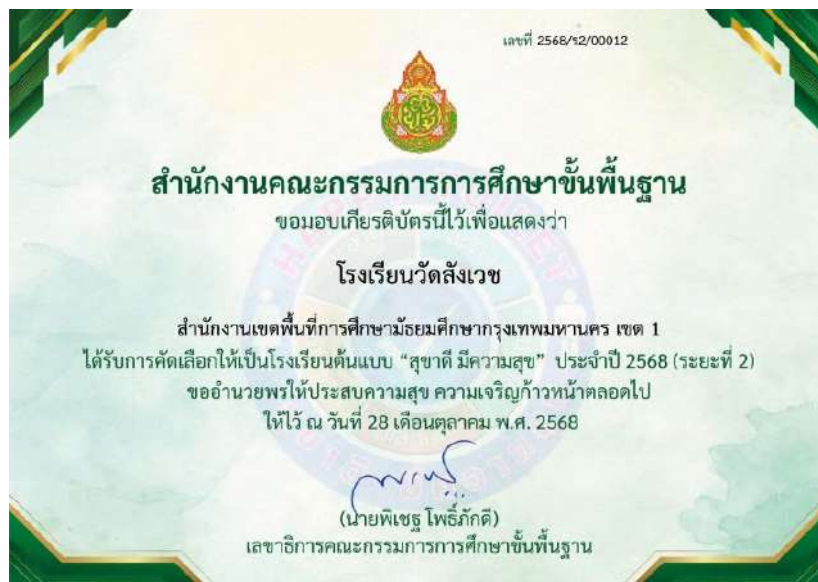 เลขที่ 2568/ร2/00012
สำนักงานคณะกรรมการการศึกษาขั้นพื้นฐาน
ขอมอบเกียรติบัตรนี้ไว้เพื่อแสดงว่า
โรงเรียนวัดสังเวช
สำนักงานเขตพื้นที่การศึกษามัธยมศึกษากรุงเทพมหานคร เขต 1
ได้รับการคัดเลือกให้เป็นโรงเรียนต้นแบบ “สุขาดี มีความสุข” ประจำปี 2568 (ระยะที่ 2)
ขออำนวยพรให้ประสบความสุข ความเจริญก้าวหน้าตลอดไป
ให้ไว้ ณ วันที่ 28 เดือนตุลาคม พ.ศ. 2568
(นายพิเชฐ โพธิ์ภักดี)
เลขาธิการคณะกรรมการการศึกษาขั้นพื้นฐาน